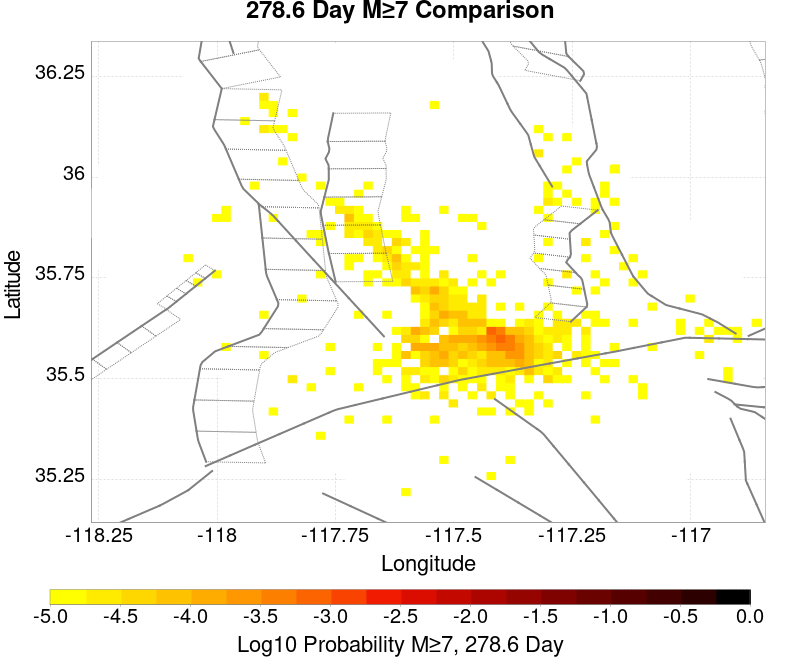 278.6 Day M≥7 Comparison
36.25
36
35.75
35.5
35.25
Latitude
-118.25 -118 -117.75 -117.5 -117.25 -117
Longitude
-5.0 -4.5 -4.0 -3.5 -3.0 -2.5 -2.0 -1.5 -1.0 -0.5 0.0
Log10 Probability M≥7, 278.6 Day